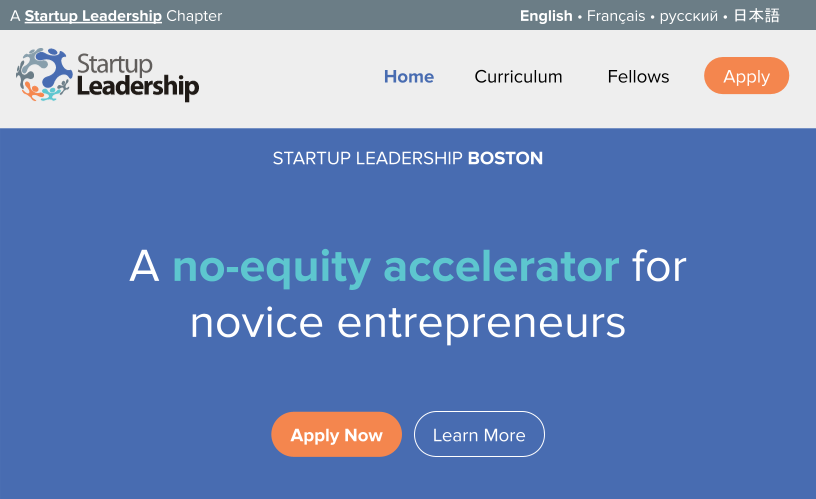 A Startup Leadership Chapter
English • Français • русский • 日本語
Startup
Leadership
Home Curriculum Fellows Apply
STARTUP LEADERSHIP BOSTON
A no-equity accelerator for
novice entrepreneurs
Apply Now Learn More